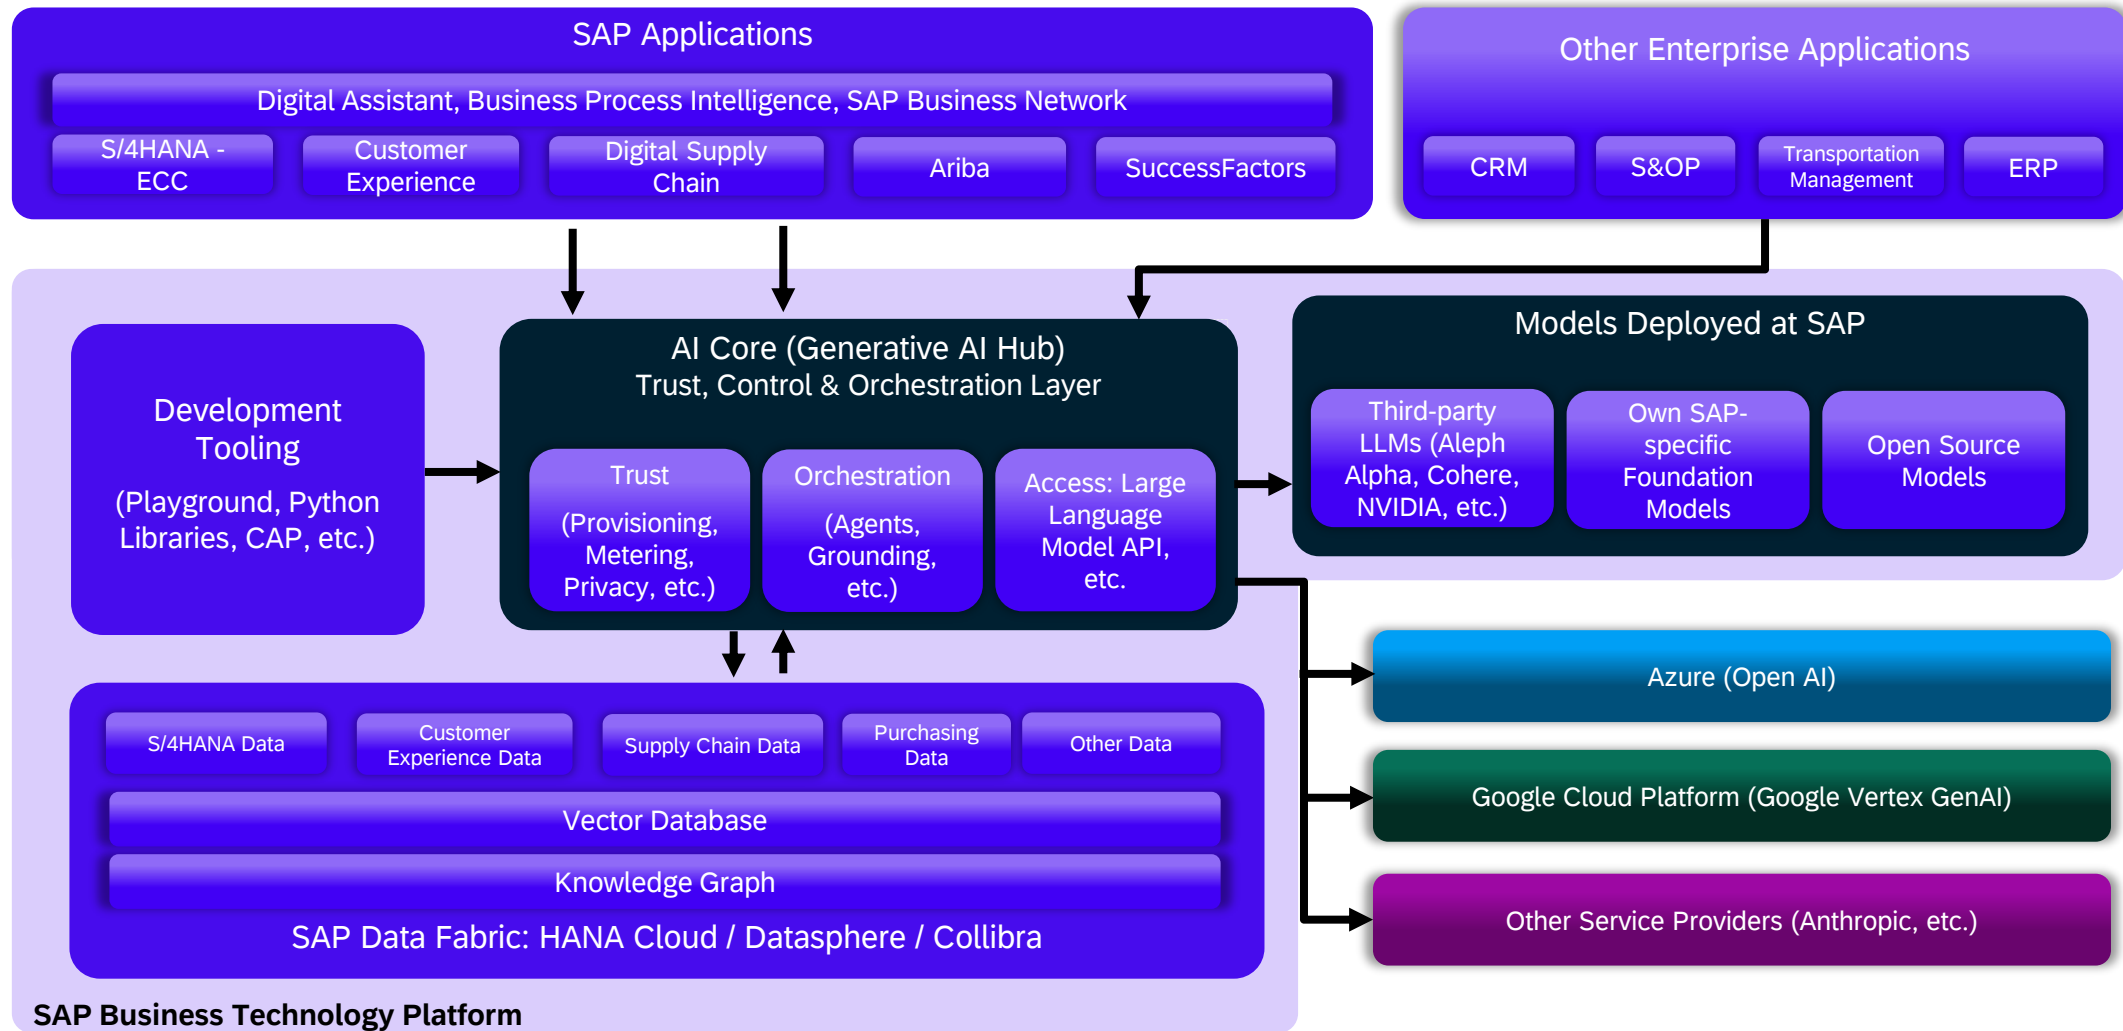 SAP Applications
Digital Assistant, Business Process Intelligence, SAP Business Network
S/4HANA -
ECC
Customer
Experience
Digital Supply
Chain
Ariba
SuccessFactors
Other Enterprise Applications
CRM
S&OP
Transportation
Management
ERP
Development
Tooling
(Playground, Python
Libraries, CAP, etc.)
AI Core (Generative AI Hub)
Trust, Control & Orchestration Layer
Trust
(Provisioning,
Metering,
Privacy, etc.)
Orchestration
(Agents,
Grounding,
etc.)
Access: Large
Language
Model API,
etc.
Models Deployed at SAP
Third-party
LLMs (Aleph
Alpha, Cohere,
NVIDIA, etc.)
Own SAP-
specific
Foundation
Models
Open Source
Models
S/4HANA Data
Customer
Experience Data
Supply Chain Data
Purchasing
Data
Other Data
Vector Database
Knowledge Graph
SAP Data Fabric: HANA Cloud / Datasphere / Collibra
Azure (Open AI)
Google Cloud Platform (Google Vertex GenAI)
Other Service Providers (Anthropic, etc.)
SAP Business Technology Platform